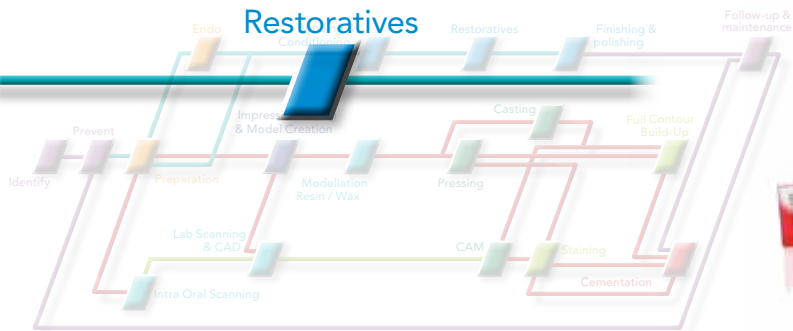 Restoratives
Endo
Conditioning
Restoratives
Finishing &
polishing
Follow-up &
maintenance
Prevent
Impress
& Model Creation
Casting
Full Contour
Build-Up
Identify
Preparation
Modellation
Resin / Wax
Pressing
Lab Scanning
& CAD
CAM
Staining
Intra Oral Scanning
Cementation